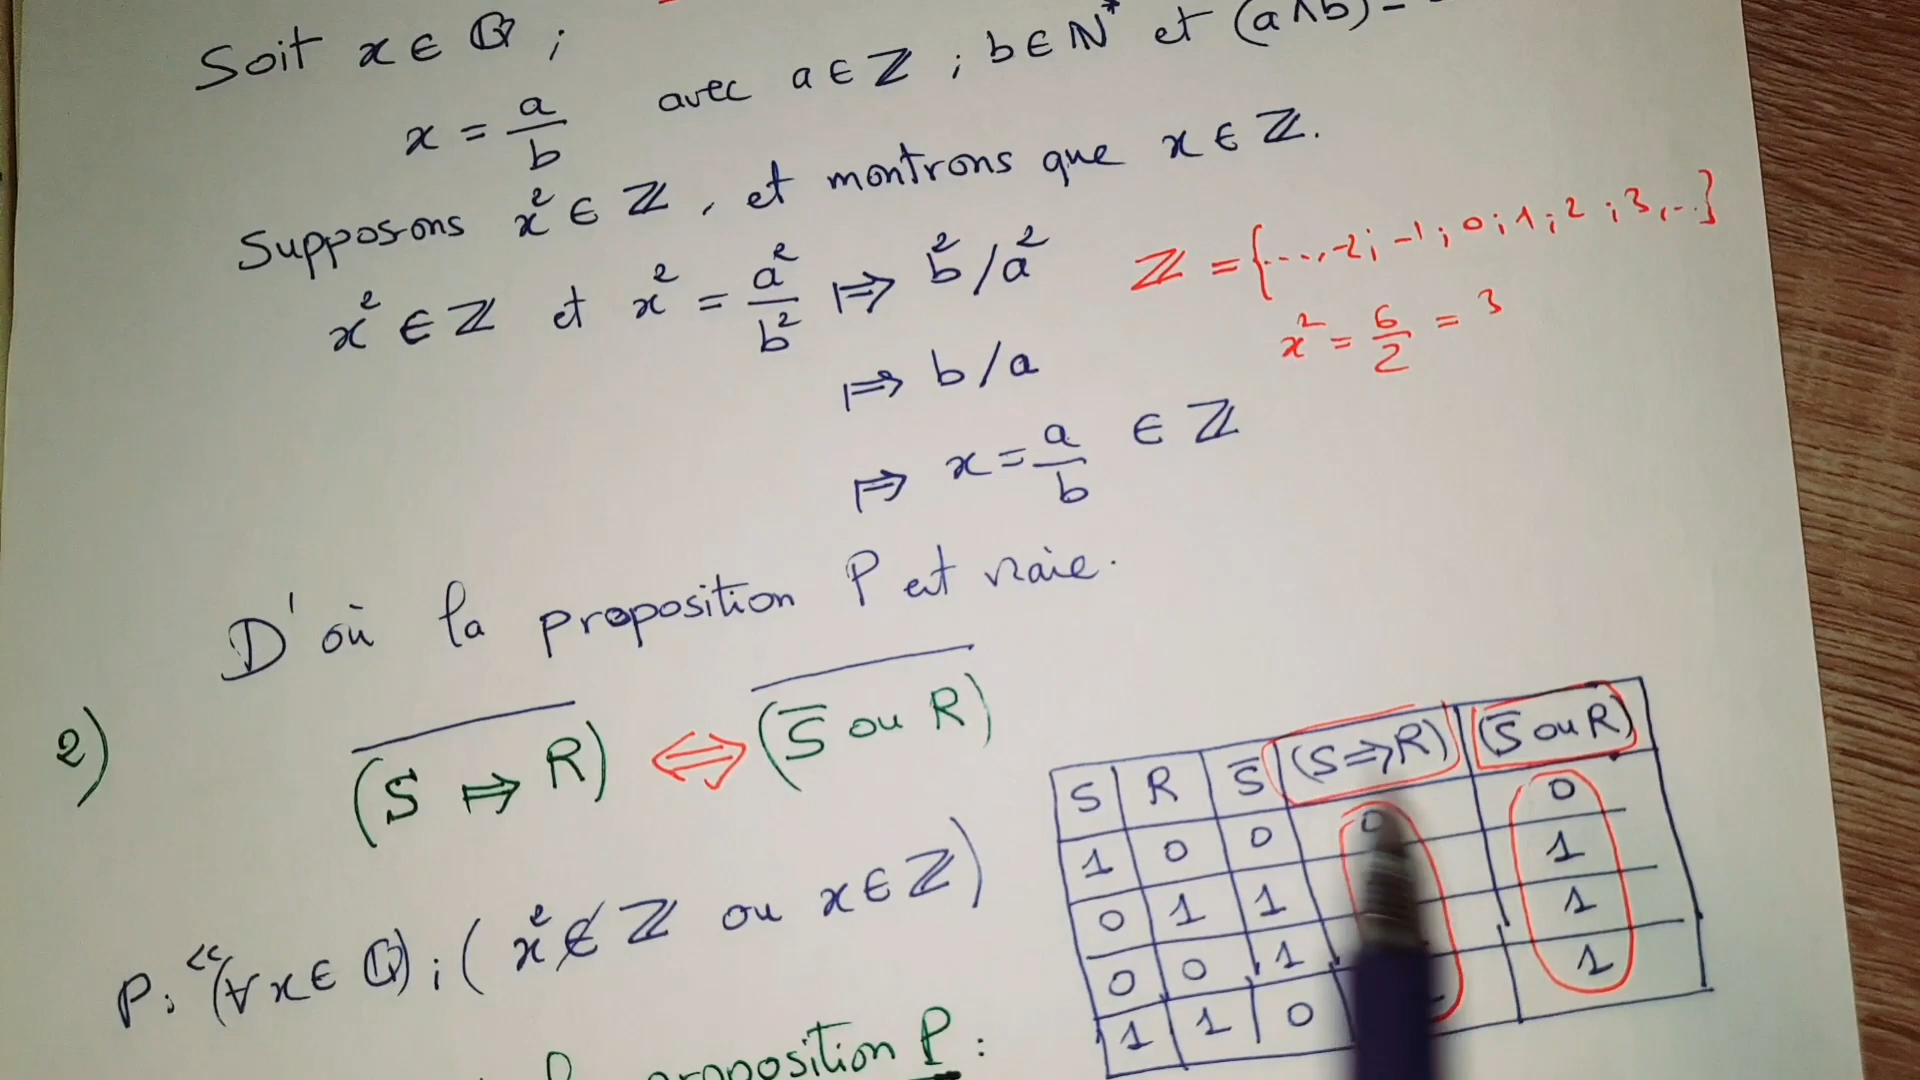 Soit x ∈ ℚ ;
x = a/b avec a ∈ ℤ ; b ∈ ℕ* et (a∧b) =
Supposons x² ∈ ℤ, et montrons que x ∈ ℤ.
x² ∈ ℤ et x² = a²/b² ⟹ b²/a²
ℤ = {...,-2; -1; 0; 1; 2; 3,...}
x² = 6/2 = 3
⟹ b/a
⟹ x = a/b ∈ ℤ
D'où la proposition P est vraie.
2) (S ⟹ R)‾ ⟺ (S̅ ou R)‾
P: "(∀x ∈ ℚ) ; (x² ∉ ℤ ou x ∈ ℤ)
proposition P :
S R S̅ (S ⟹ R) (S̅ ou R)
1 0 0 0 0
0 1 1 1
0 0 1 1
1 1 0 1